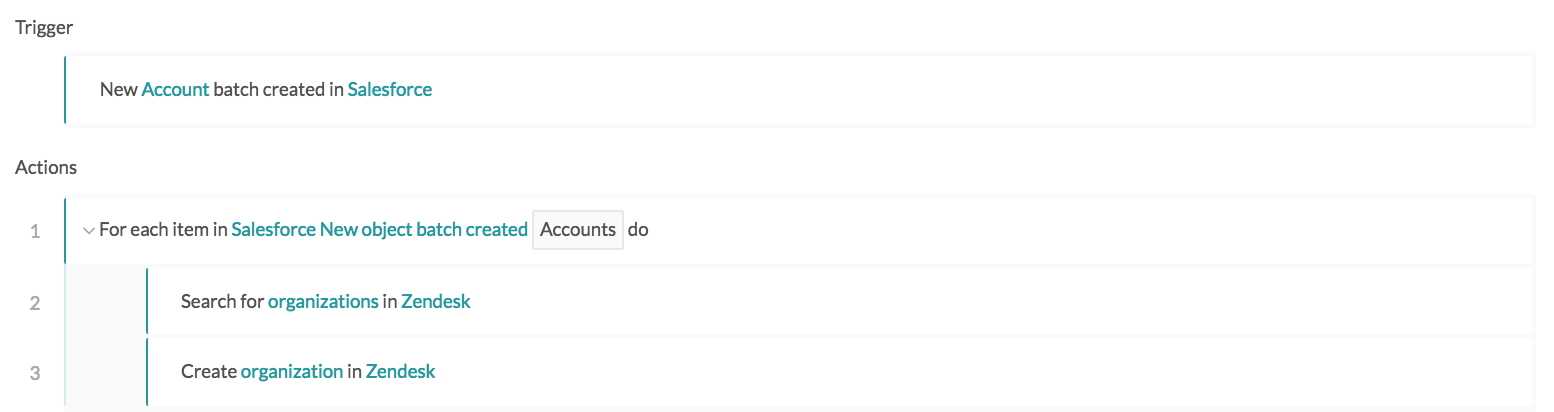 Trigger
New Account batch created in Salesforce
Actions
1 For each item in Salesforce New object batch created Accounts do
2 Search for organizations in Zendesk
3 Create organization in Zendesk